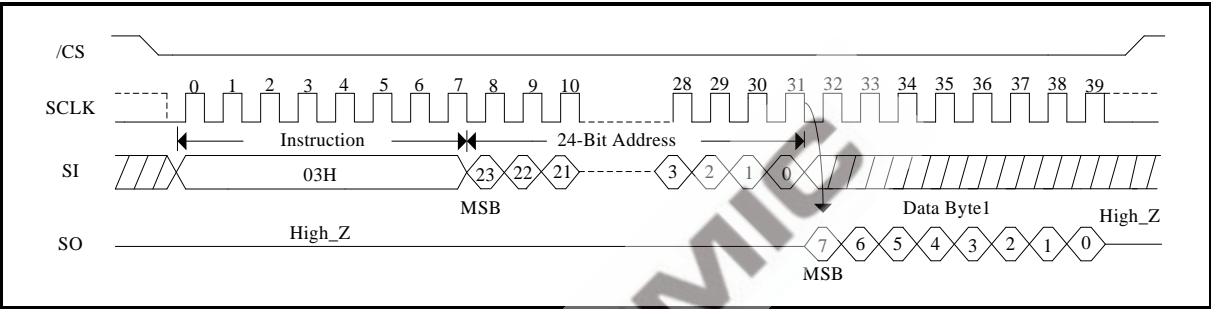 /CS
0 1 2 3 4 5 6 7 8 9 10 28 29 30 31 32 33 34 35 36 37 38 39
SCLK
Instruction 24-Bit Address
SI 03H 23 22 21 3 2 1 0
MSB Data Byte1
High_Z High_Z
SO 7 6 5 4 3 2 1 0
MSB